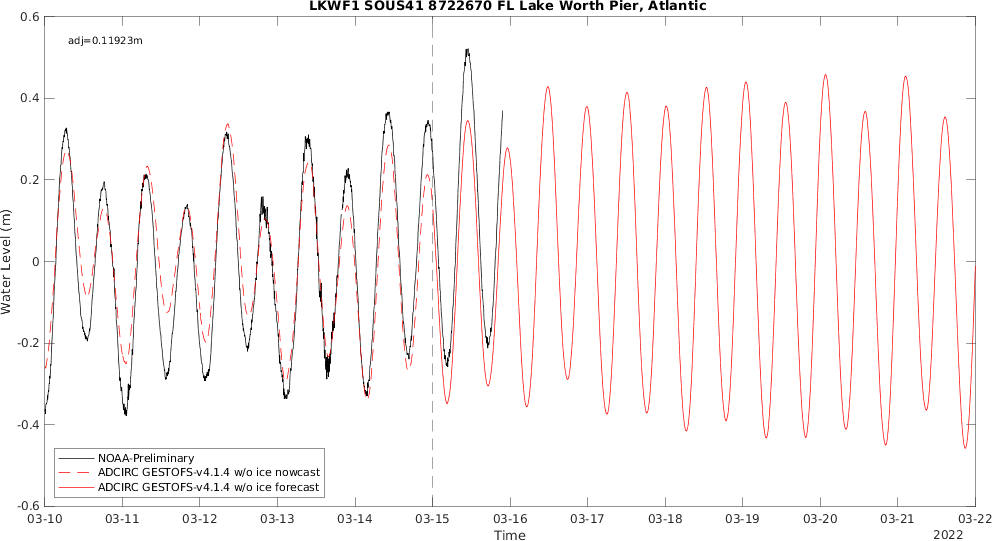 LKWF1 SOUS41 8722670 FL Lake Worth Pier, Atlantic
0.6
adj=0.11923m
0.4
0.2
0
-0.2
-0.4
-0.6
Water Level (m)
NOAA-Preliminary
ADCIRC GESTOFS-v4.1.4 w/o ice nowcast
ADCIRC GESTOFS-v4.1.4 w/o ice forecast
03-10 03-11 03-12 03-13 03-14 03-15 03-16 03-17 03-18 03-19 03-20 03-21 03-22
Time
2022